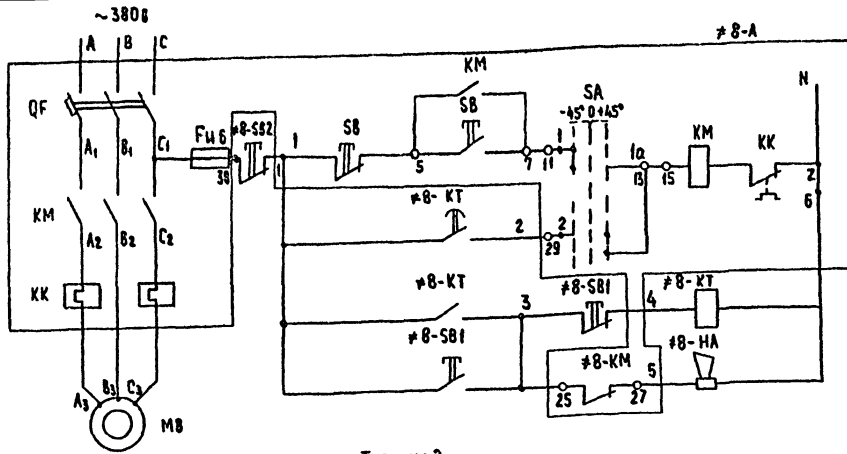 ~380в
A B C
≠8-А
QF
KM
SB
SA
-45° 0 +45°
N
Fu6
≠8-SB2
1
SB
KM
KK
A₁ B₁ C₁
38
1
5
7
11
1
1а
13
15
Z
6
KM
A₂ B₂ C₂
≠8-KT
2
29
2
KK
≠8-KT
3
≠8-SB1
4
≠8-KT
≠8-SB1
≠8-KM
5
≠8-HA
25
27
A₃ B₃ C₃
M8